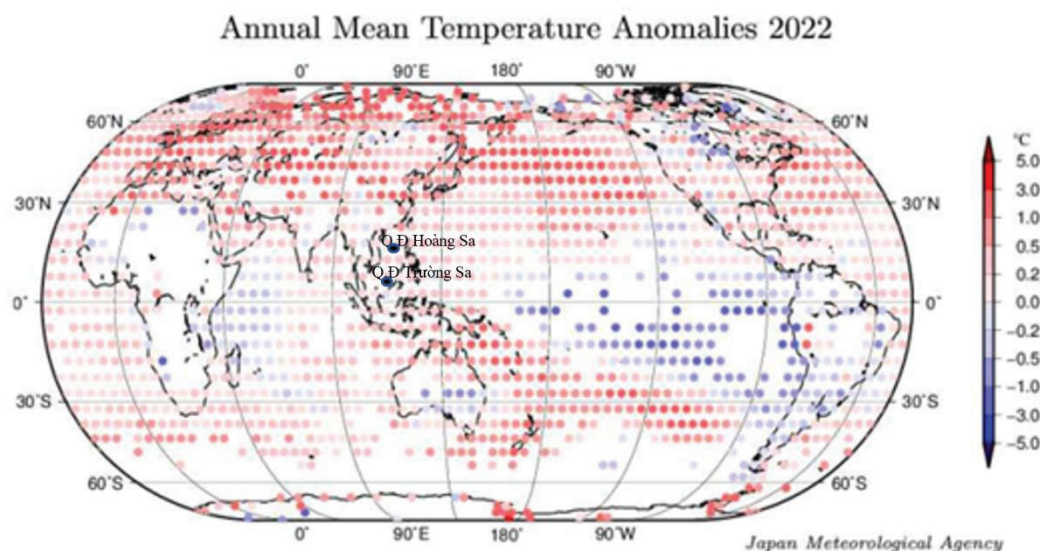 Annual Mean Temperature Anomalies 2022
0° 90°E 180° 90°W
60°N 60°N
°C
5.0
3.0
30°N 30°N
1.0
Q Đ Hoàng Sa
0.5
Q Đ Trường Sa
0.2
0° 0°
0.0
-0.2
-0.5
-1.0
30°S 30°S
-3.0
-5.0
60°S 60°S
0° 90°E 180° 90°W
Japan Meteorological Agency